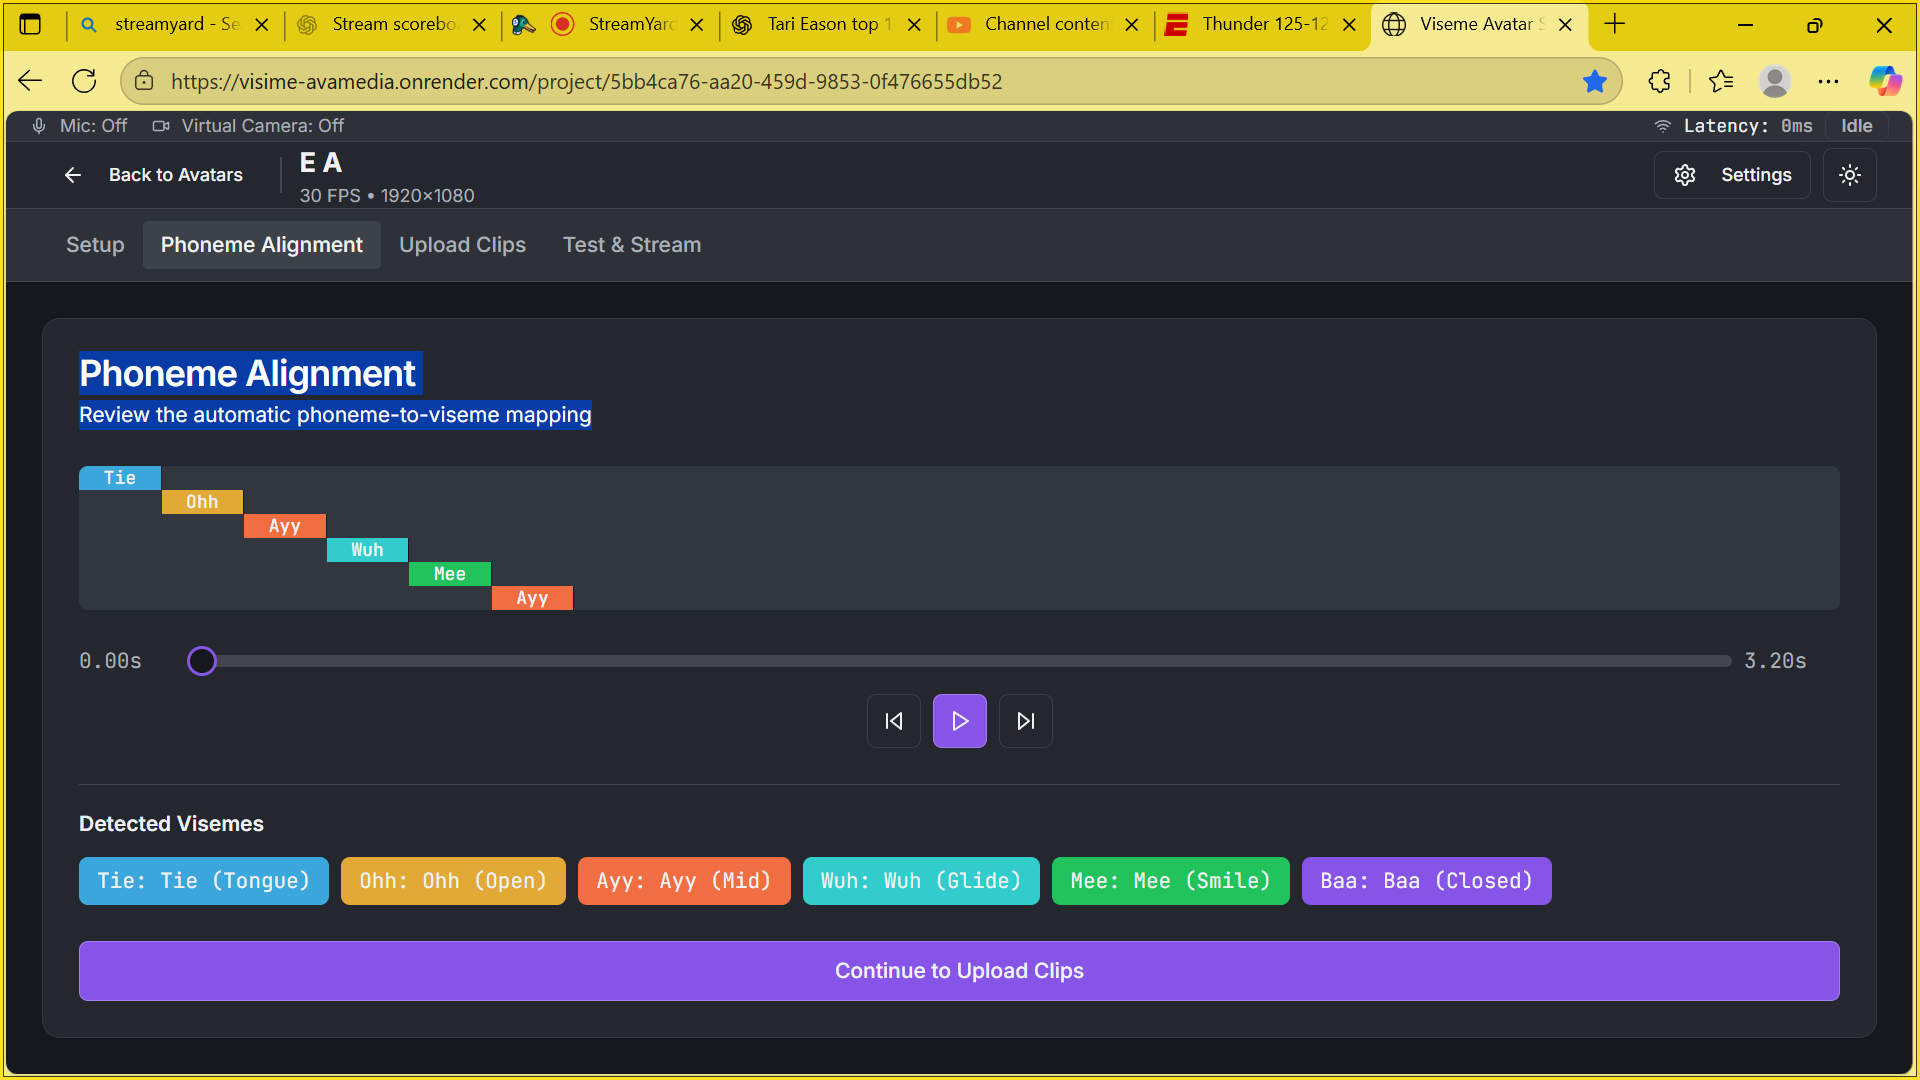 streamyard - Se
Stream scorebo
StreamYard
Tari Eason top 1
Channel conten
Thunder 125-12
Viseme Avatar S
https://visime-avamedia.onrender.com/project/5bb4ca76-aa20-459d-9853-0f476655db52
Mic: Off
Virtual Camera: Off
Latency: 0ms
Idle
Back to Avatars
E A
30 FPS • 1920×1080
Settings
Setup
Phoneme Alignment
Upload Clips
Test & Stream
Phoneme Alignment
Review the automatic phoneme-to-viseme mapping
Tie
Ohh
Ayy
Wuh
Mee
Ayy
0.00s
3.20s
Detected Visemes
Tie: Tie (Tongue)
Ohh: Ohh (Open)
Ayy: Ayy (Mid)
Wuh: Wuh (Glide)
Mee: Mee (Smile)
Baa: Baa (Closed)
Continue to Upload Clips